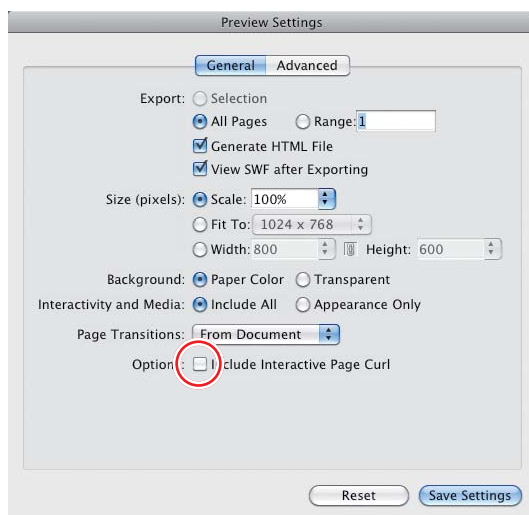 Preview Settings
General Advanced
Export: Selection
All Pages Range: 1
Generate HTML File
View SWF after Exporting
Size (pixels): Scale: 100%
Fit To: 1024 x 768
Width: 800 Height: 600
Background: Paper Color Transparent
Interactivity and Media: Include All Appearance Only
Page Transitions: From Document
Options: Include Interactive Page Curl
Reset Save Settings